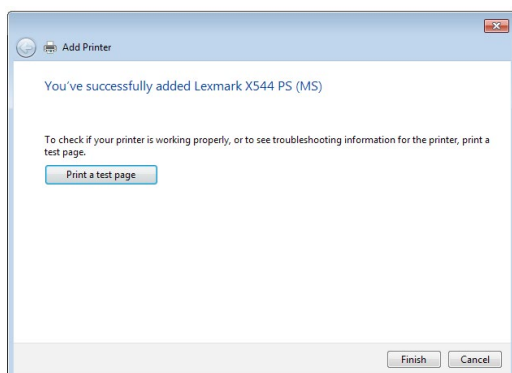 Add Printer
You've successfully added Lexmark X544 PS (MS)
To check if your printer is working properly, or to see troubleshooting information for the printer, print a
test page.
Print a test page
Finish
Cancel